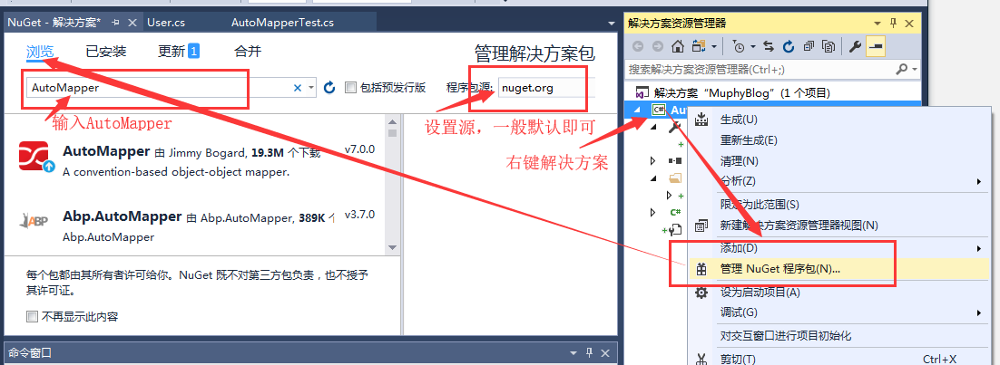 NuGet - 解决方案*
User.cs
AutoMapperTest.cs
浏览
已安装
更新 1
合并
管理解决方案包
AutoMapper
包括预发行版
程序包源:
nuget.org
输入AutoMapper
设置源，一般默认即可
AutoMapper 由 Jimmy Bogard, 19.3M 个下载
v7.0.0
A convention-based object-object mapper.
Abp.AutoMapper 由 Abp.AutoMapper, 389K 个
v3.7.0
Abp.AutoMapper
每个包都由其所有者许可给你。NuGet 既不对第三方包负责，也不授予
其许可证。
不再显示此内容
命令窗口
解决方案资源管理器
搜索解决方案资源管理器(Ctrl+;)
解决方案“MuphyBlog”(1 个项目)
C#
Au
右键解决方案
C#
生成(U)
重新生成(E)
清理(N)
分析(Z)
限定为此范围(S)
新建解决方案资源管理器视图(N)
添加(D)
管理 NuGet 程序包(N)...
设为启动项目(A)
调试(G)
对交互窗口进行项目初始化
剪切(T)
Ctrl+X